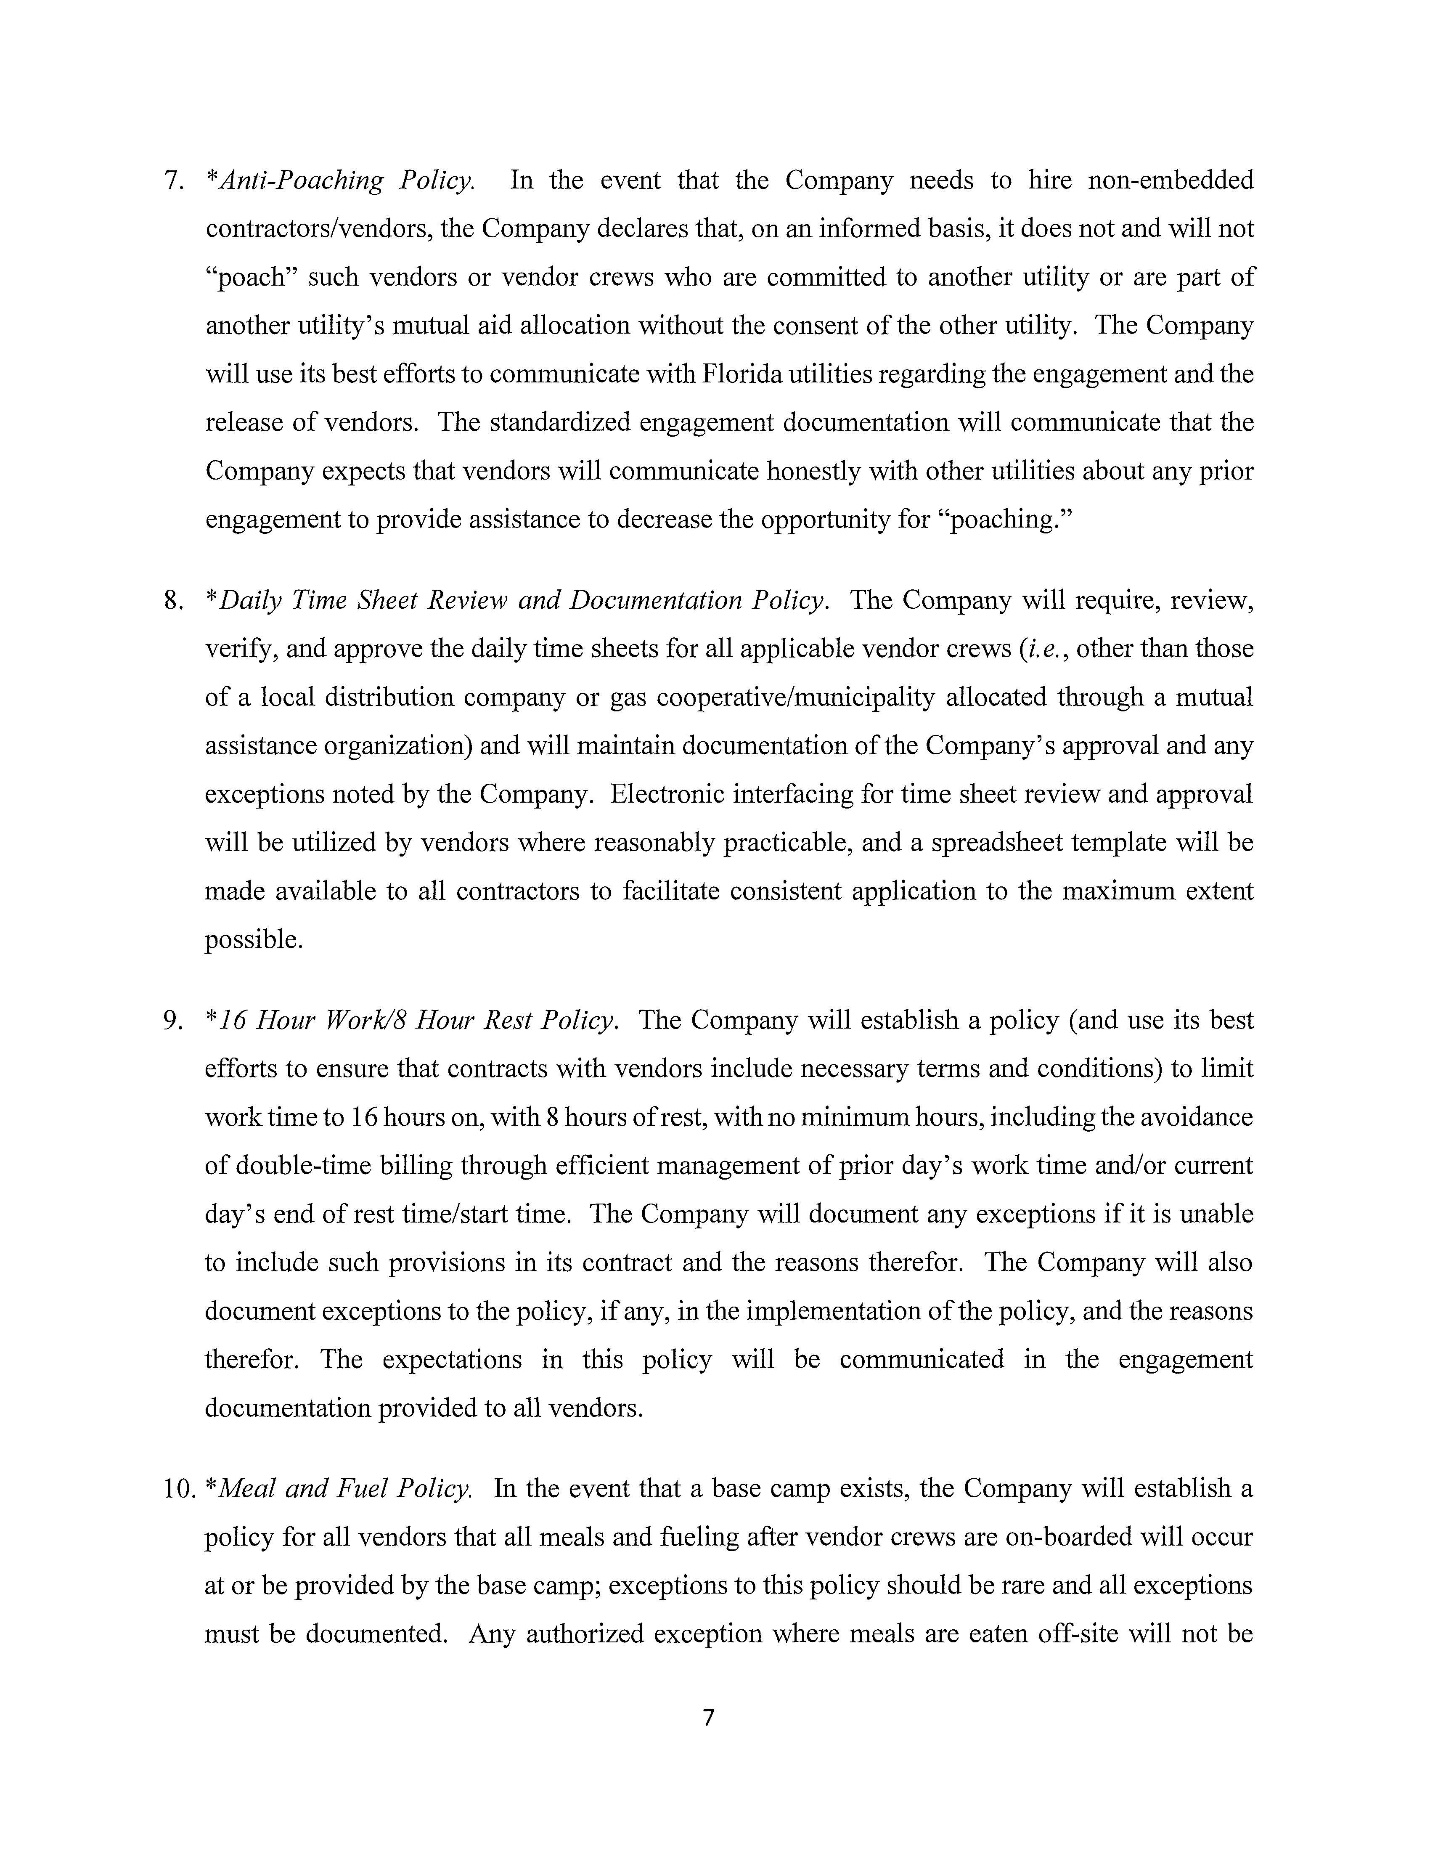 7. *Anti-Poaching Policy. In the event that the Company needs to hire non-embedded
contractors/vendors, the Company declares that, on an informed basis, it does not and will not
“poach” such vendors or vendor crews who are committed to another utility or are part of
another utility’s mutual aid allocation without the consent of the other utility. The Company
will use its best efforts to communicate with Florida utilities regarding the engagement and the
release of vendors. The standardized engagement documentation will communicate that the
Company expects that vendors will communicate honestly with other utilities about any prior
engagement to provide assistance to decrease the opportunity for “poaching.”
8. *Daily Time Sheet Review and Documentation Policy. The Company will require, review,
verify, and approve the daily time sheets for all applicable vendor crews (i.e., other than those
of a local distribution company or gas cooperative/municipality allocated through a mutual
assistance organization) and will maintain documentation of the Company’s approval and any
exceptions noted by the Company. Electronic interfacing for time sheet review and approval
will be utilized by vendors where reasonably practicable, and a spreadsheet template will be
made available to all contractors to facilitate consistent application to the maximum extent
possible.
9. *16 Hour Work/8 Hour Rest Policy. The Company will establish a policy (and use its best
efforts to ensure that contracts with vendors include necessary terms and conditions) to limit
work time to 16 hours on, with 8 hours of rest, with no minimum hours, including the avoidance
of double-time billing through efficient management of prior day’s work time and/or current
day’s end of rest time/start time. The Company will document any exceptions if it is unable
to include such provisions in its contract and the reasons therefor. The Company will also
document exceptions to the policy, if any, in the implementation of the policy, and the reasons
therefor. The expectations in this policy will be communicated in the engagement
documentation provided to all vendors.
10. *Meal and Fuel Policy. In the event that a base camp exists, the Company will establish a
policy for all vendors that all meals and fueling after vendor crews are on-boarded will occur
at or be provided by the base camp; exceptions to this policy should be rare and all exceptions
must be documented. Any authorized exception where meals are eaten off-site will not be
7